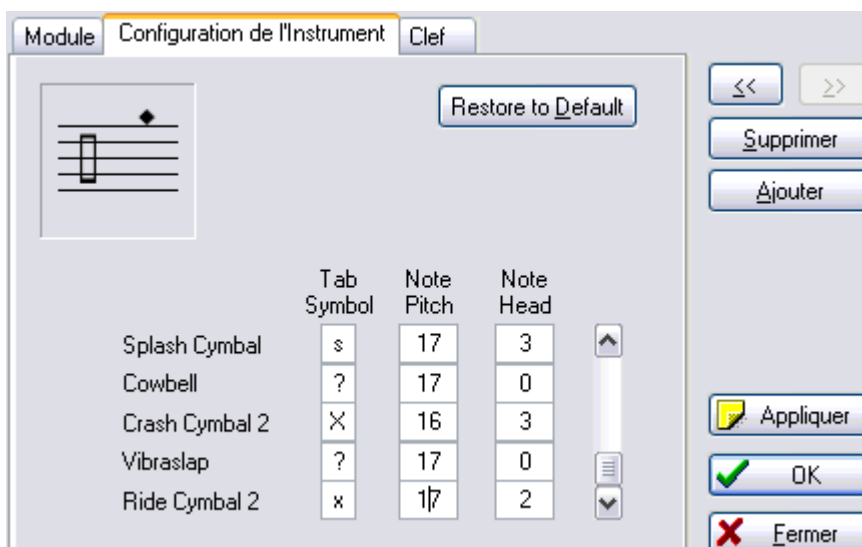 Module Configuration de l'Instrument Clef
Restore to Default
<< >>
Supprimer
Ajouter
Tab Symbol Note Pitch Note Head
Splash Cymbal s 17 3
Cowbell ? 17 0
Crash Cymbal 2 X 16 3
Vibraslap ? 17 0
Ride Cymbal 2 x 17 2
Appliquer
OK
Fermer